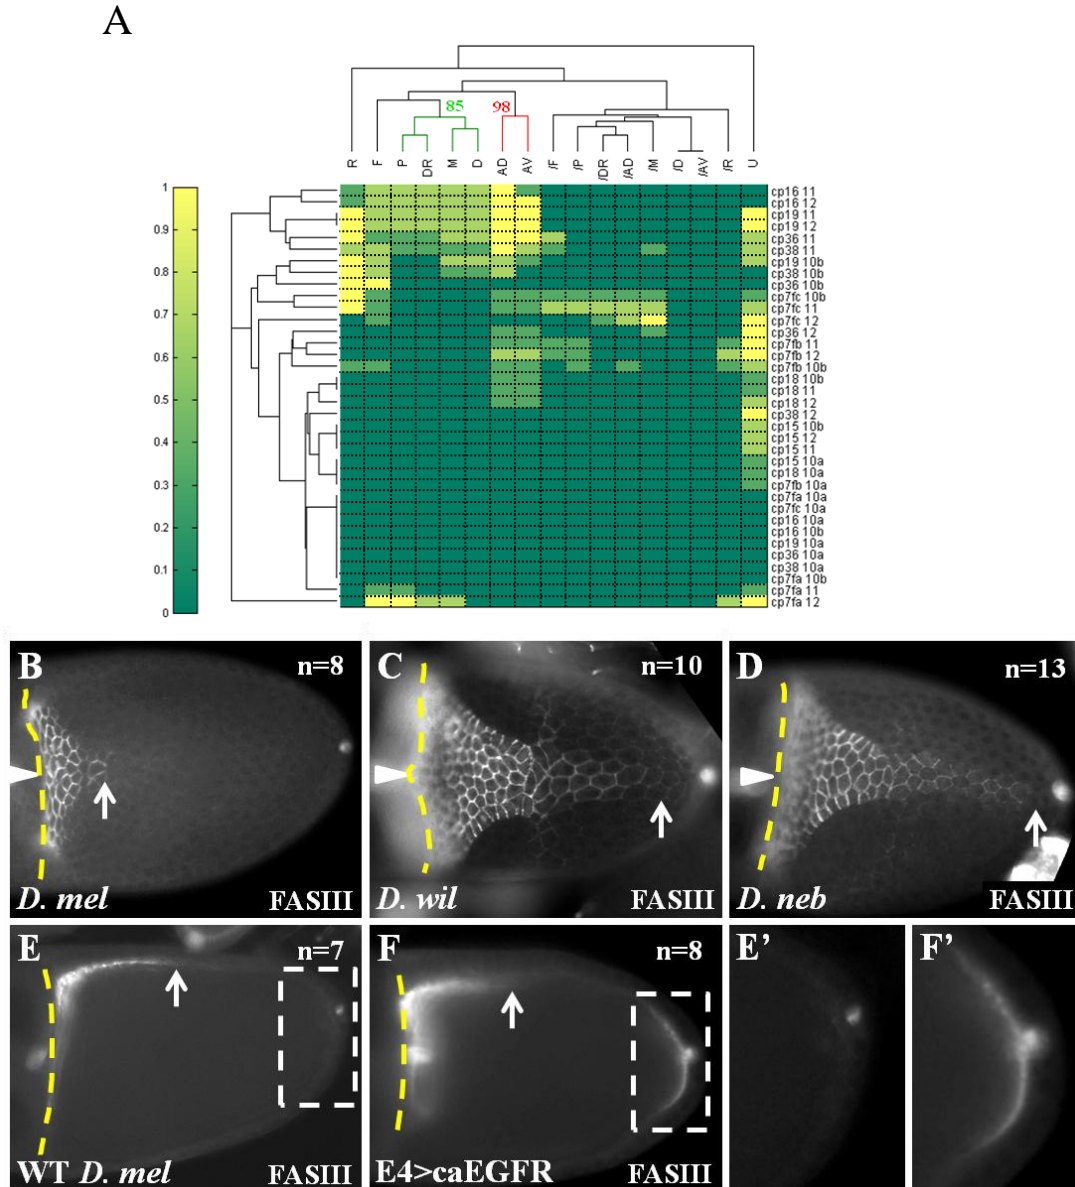 A
85
98
R F P DR M D AD AV /F /P /DR /AD /M /D /AV /R U
1
0.9
0.8
0.7
0.6
0.5
0.4
0.3
0.2
0.1
0
cp16 11
cp16 12
cp19 11
cp19 12
cp36 11
cp38 11
cp19 10b
cp38 10b
cp36 10b
cp7fc 10b
cp7fc 11
cp7fc 12
cp36 12
cp7fb 11
cp7fb 12
cp7fb 10b
cp18 10b
cp18 11
cp18 12
cp38 12
cp15 10b
cp15 12
cp15 11
cp15 10a
cp18 10a
cp7fb 10a
cp7fa 10a
cp7fc 10a
cp16 10a
cp16 10b
cp19 10a
cp36 10a
cp38 10a
cp7fa 10b
cp7fa 11
cp7fa 12
B n=8
D. mel FASIII
C n=10
D. wil FASIII
D n=13
D. neb FASIII
E n=7
WT D. mel FASIII
F n=8
E4>caEGFR FASIII
E’
F’